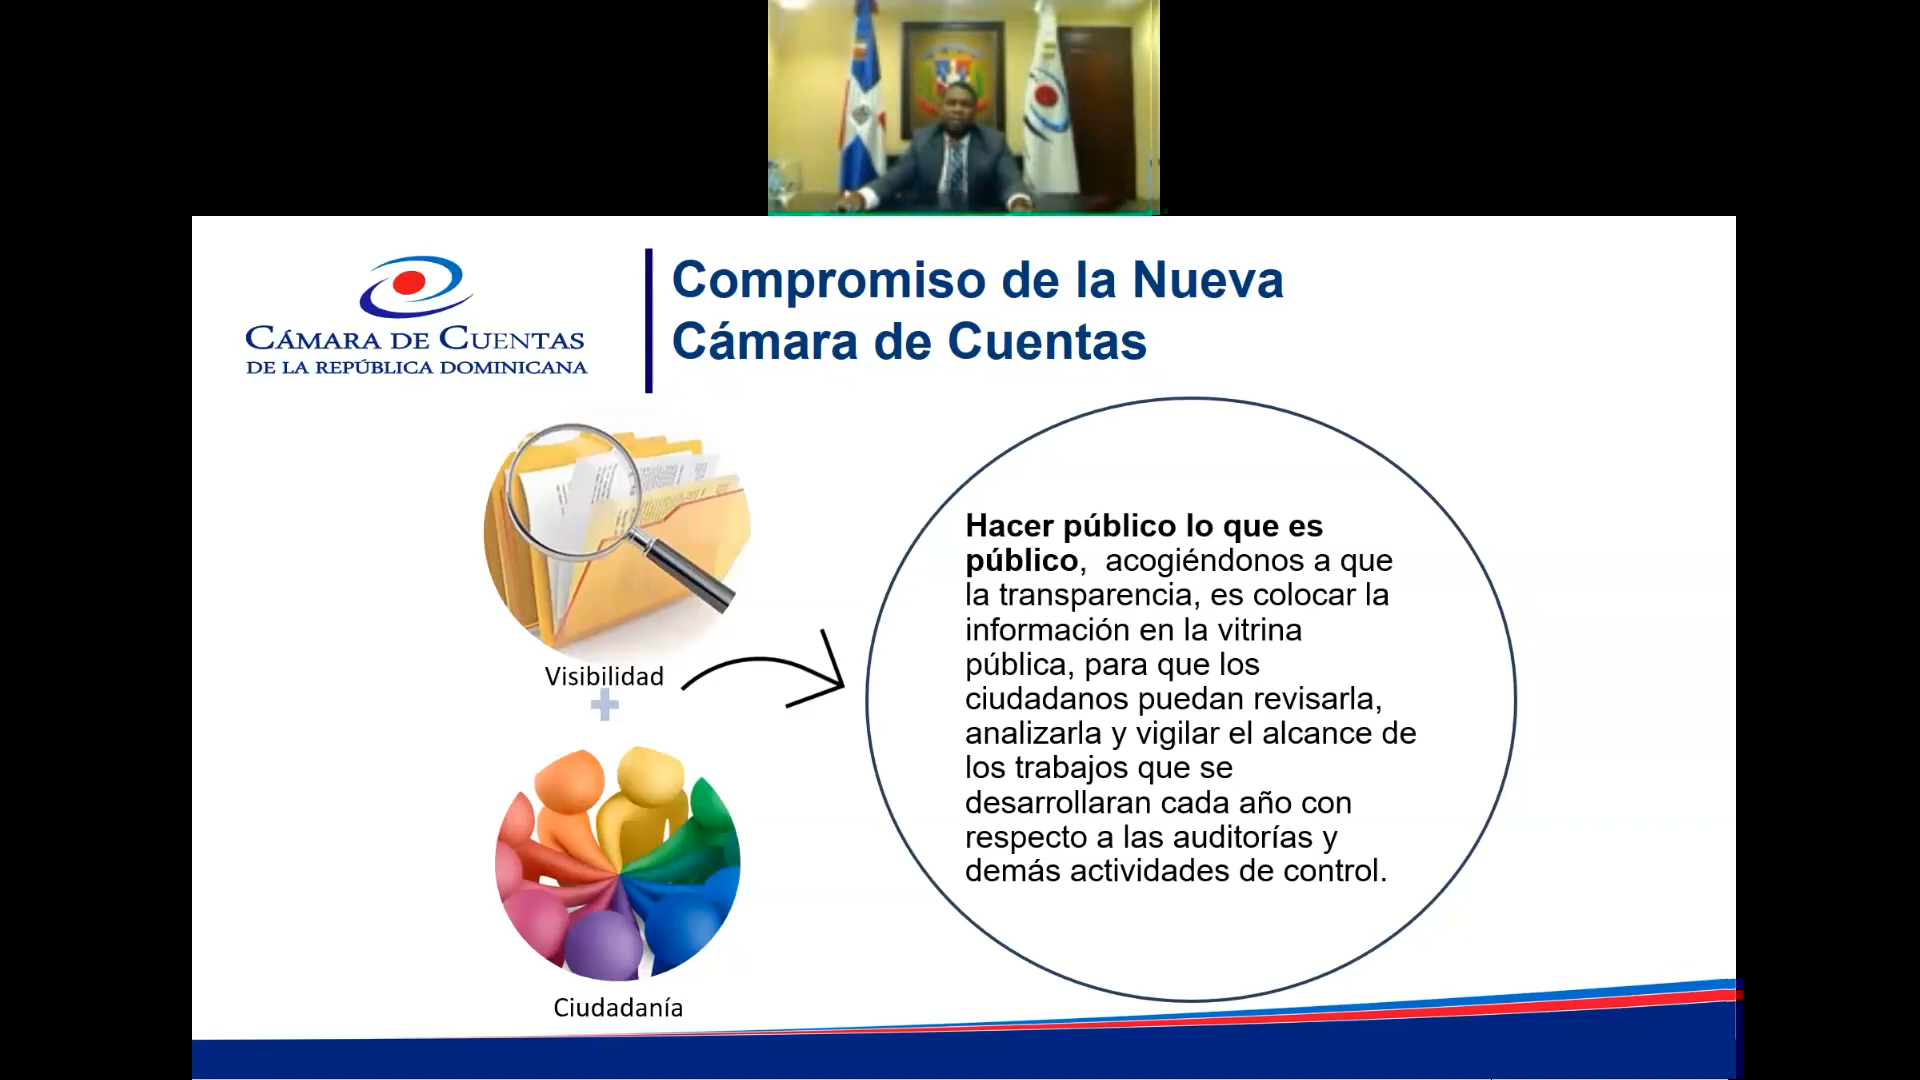 CÁMARA DE CUENTAS
DE LA REPÚBLICA DOMINICANA
Compromiso de la Nueva
Cámara de Cuentas
Visibilidad
+
Ciudadanía
Hacer público lo que es
público,  acogiéndonos a que
la transparencia, es colocar la
información en la vitrina
pública, para que los
ciudadanos puedan revisarla,
analizarla y vigilar el alcance de
los trabajos que se
desarrollaran cada año con
respecto a las auditorías y
demás actividades de control.